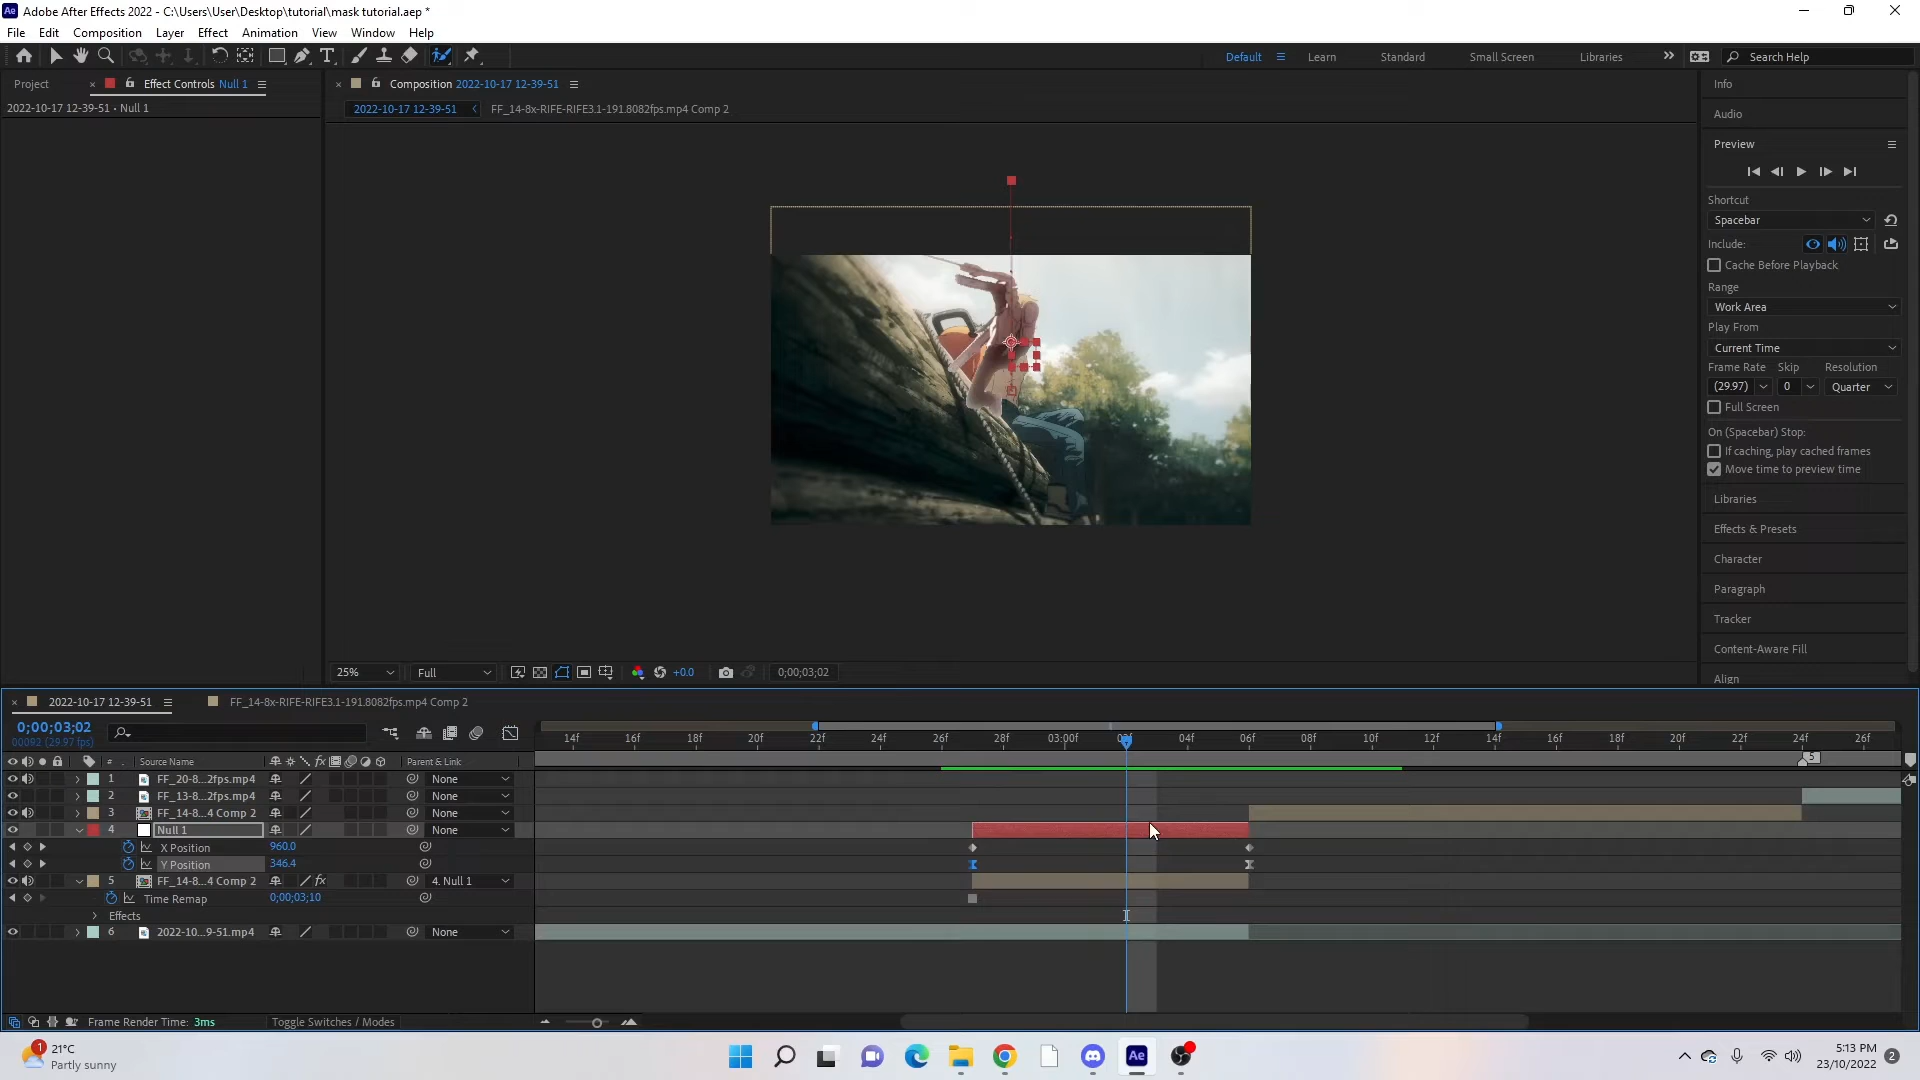 Adobe After Effects 2022 - C:\Users\User\Desktop\tutorial\mask tutorial.aep *
File Edit Composition Layer Effect Animation View Window Help
Default Learn Standard Small Screen Libraries Search Help
Project Effect Controls Null 1
2022-10-17 12-39-51 • Null 1
Composition 2022-10-17 12-39-51
2022-10-17 12-39-51 FF_14-8x-RIFE-RIFE3.1-191.8082fps.mp4 Comp 2
Info
Audio
Preview
Shortcut
Spacebar
Include:
Cache Before Playback
Range
Work Area
Play From
Current Time
Frame Rate Skip Resolution
(29.97) 0 Quarter
Full Screen
On (Spacebar) Stop:
If caching, play cached frames
Move time to preview time
Libraries
Effects & Presets
Character
Paragraph
Tracker
Content-Aware Fill
Align
25% Full +0.0 0;00;03;02
2022-10-17 12-39-51 FF_14-8x-RIFE-RIFE3.1-191.8082fps.mp4 Comp 2
0;00;03;02
00092 (29.97 fps)
14f 16f 18f 20f 22f 24f 26f 28f 03:00f 02f 04f 06f 08f 10f 12f 14f 16f 18f 20f 22f 24f 26f
# Source Name fx Parent & Link 5
1 FF_20-8...2fps.mp4 None
2 FF_13-8...2fps.mp4 None
3 FF_14-8...4 Comp 2 None
4 Null 1 None
X Position 960.0
Y Position 346.4
5 FF_14-8...4 Comp 2 fx 4. Null 1
Time Remap 0;00;03;10
Effects
6 2022-10...9-51.mp4 None
Frame Render Time: 3ms Toggle Switches / Modes
1 21°C
Partly sunny
Ae
5:13 PM
23/10/2022 2